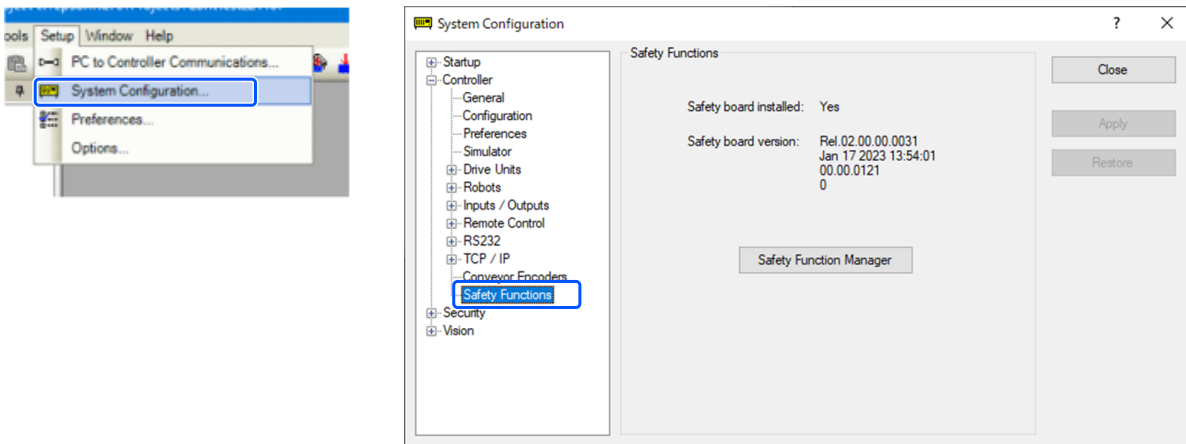 ools Setup Window Help
PC to Controller Communications...
System Configuration...
Preferences...
Options...
System Configuration
? ×
Startup
Controller
General
Configuration
Preferences
Simulator
Drive Units
Robots
Inputs / Outputs
Remote Control
RS232
TCP / IP
Conveyor Encoders
Safety Functions
Security
Vision
Safety Functions
Safety board installed: Yes
Safety board version: Rel.02.00.00.0031
Jan 17 2023 13:54:01
00.00.0121
0
Safety Function Manager
Close
Apply
Restore